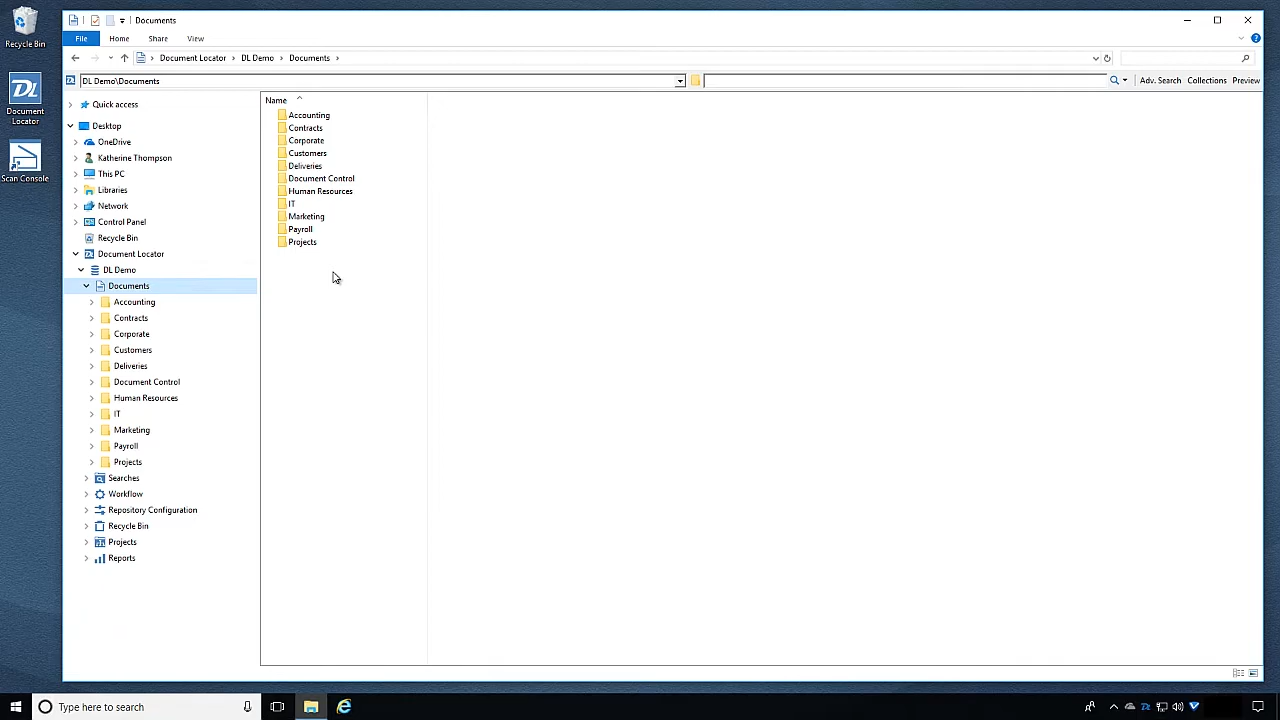 Recycle Bin
Document
Locator
Scan Console
Documents
File
Home
Share
View
Document Locator
DL Demo
Documents
DL Demo\Documents
Adv. Search
Collections
Preview
Quick access
Desktop
OneDrive
Katherine Thompson
This PC
Libraries
Network
Control Panel
Recycle Bin
Document Locator
DL Demo
Documents
Accounting
Contracts
Corporate
Customers
Deliveries
Document Control
Human Resources
IT
Marketing
Payroll
Projects
Searches
Workflow
Repository Configuration
Recycle Bin
Projects
Reports
Name
Accounting
Contracts
Corporate
Customers
Deliveries
Document Control
Human Resources
IT
Marketing
Payroll
Projects
Type here to search